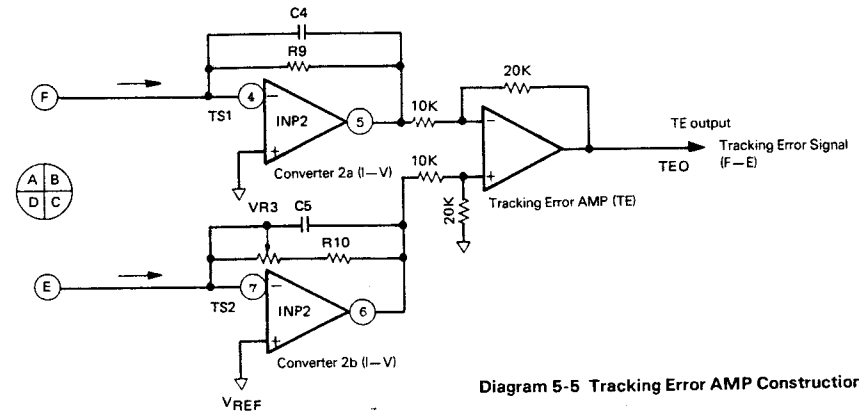 C4
R9
F
TS1
4
INP2
5
10K
20K
TE output
TEO
Tracking Error Signal
(F–E)
Converter 2a (I–V)
10K
Tracking Error AMP (TE)
20K
A B
D C
VR3
C5
R10
E
TS2
7
INP2
6
Converter 2b (I–V)
VREF
Diagram 5-5 Tracking Error AMP Construction